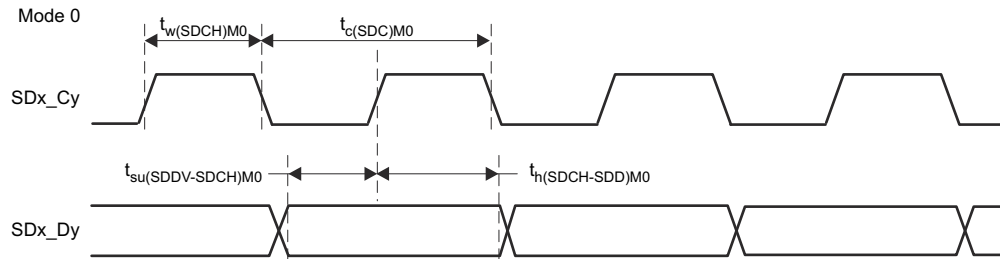 Mode 0
tw(SDCH)M0
tc(SDC)M0
SDx_Cy
tsu(SDDV-SDCH)M0
th(SDCH-SDD)M0
SDx_Dy